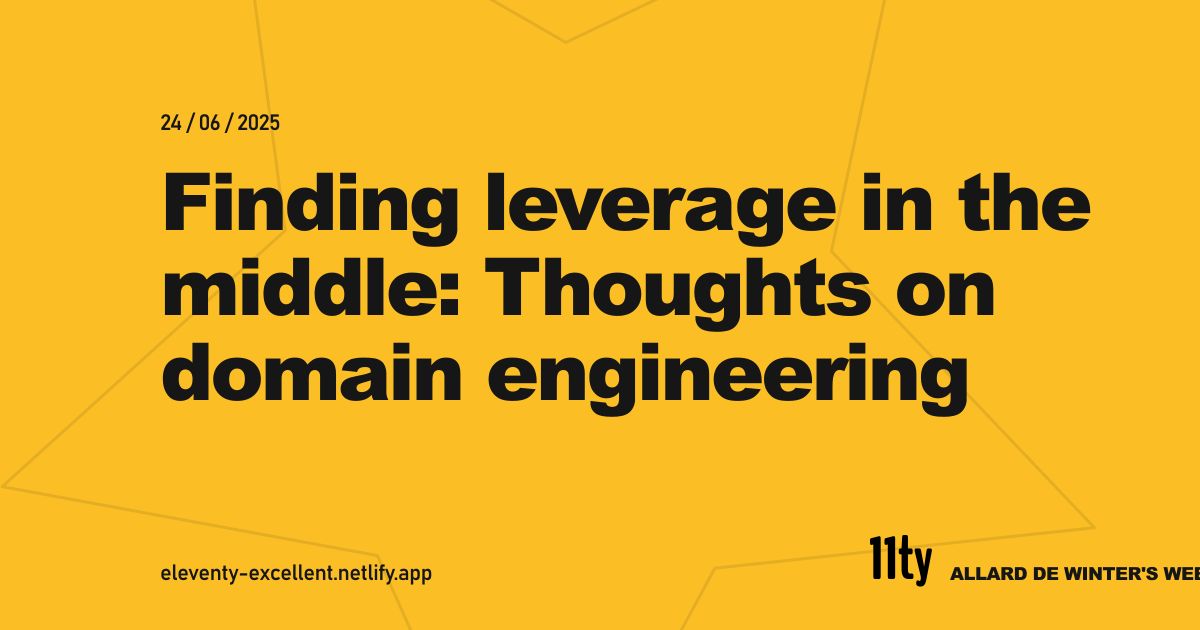 24 / 06 / 2025
Finding leverage in the
middle: Thoughts on
domain engineering
eleventy-excellent.netlify.app
11ty
ALLARD DE WINTER'S